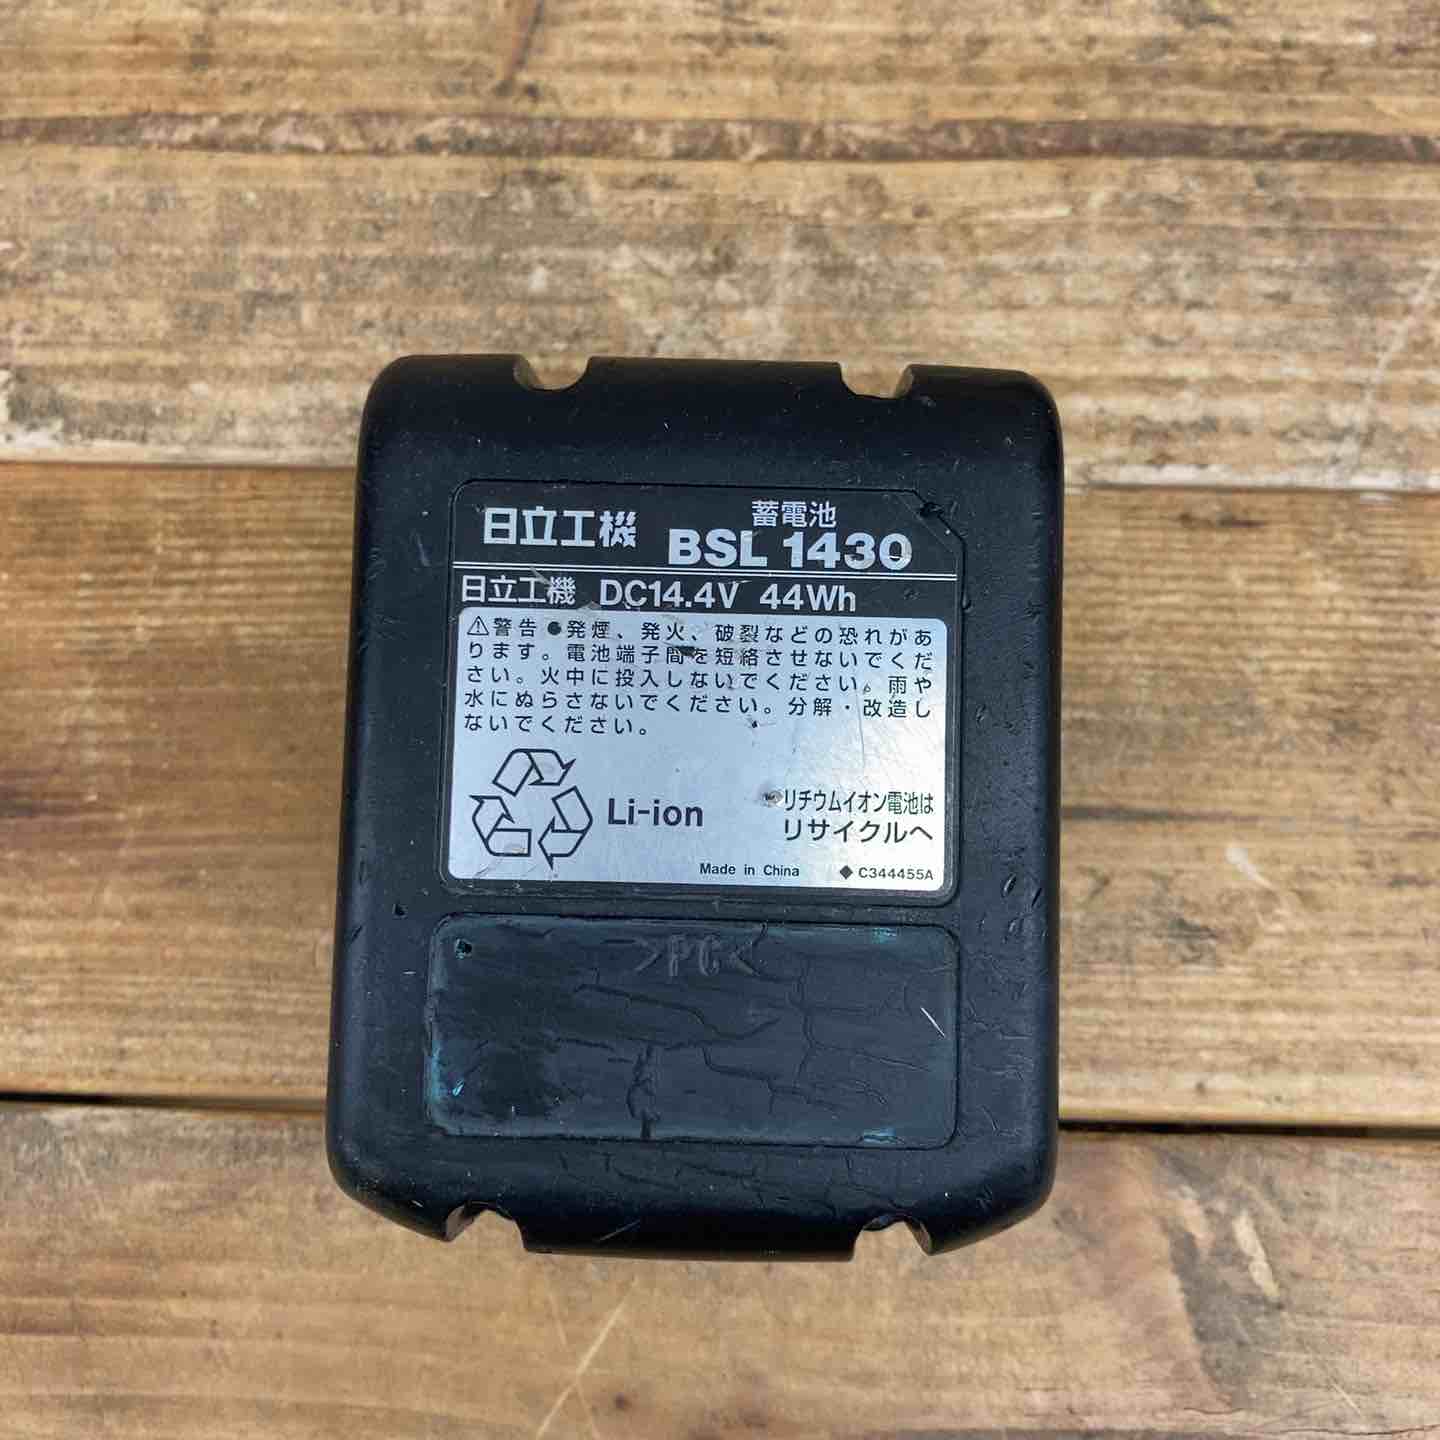 日立工機
蓄電池
BSL 1430
日立工機 DC14.4V 44Wh
⚠警告 ●発煙、発火、破裂などの恐れがあ
ります。電池端子間を短絡させないでくだ
さい。火中に投入しないでください。雨や
水にぬらさないでください。分解・改造し
ないでください。
Li-ion
リチウムイオン電池は
リサイクルへ
Made in China
◆ C344455A